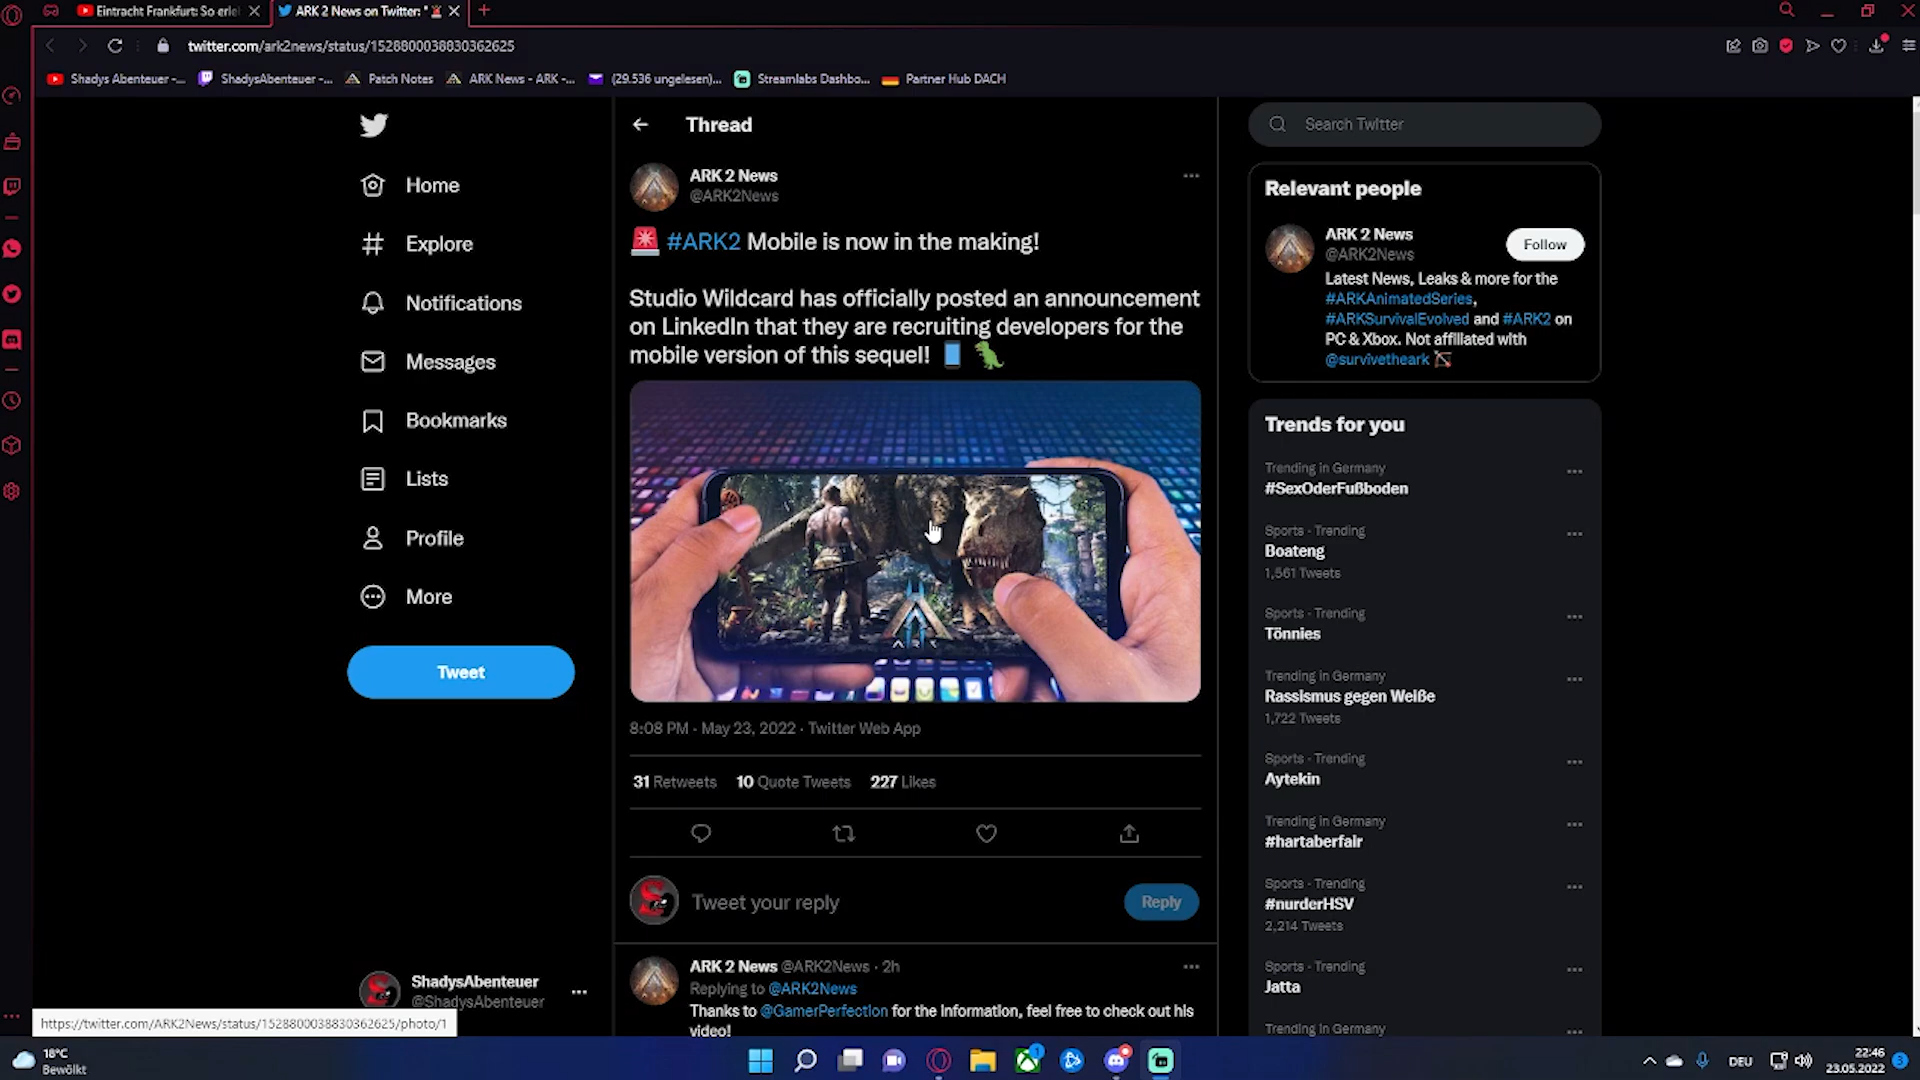 Eintracht Frankfurt: So erle
ARK 2 News on Twitter: "
twitter.com/ark2news/status/1528800038830362625
Shadys Abenteuer -...
ShadysAbenteuer -...
Patch Notes
ARK News - ARK -...
(29.536 ungelesen)...
Streamlabs Dashbo...
Partner Hub DACH
Home
Explore
Notifications
Messages
Bookmarks
Lists
Profile
More
Tweet
ShadysAbenteuer
@ShadysAbenteuer
Thread
ARK 2 News
@ARK2News
#ARK2 Mobile is now in the making!
Studio Wildcard has officially posted an announcement
on LinkedIn that they are recruiting developers for the
mobile version of this sequel!
ARK
8:08 PM · May 23, 2022 · Twitter Web App
31 Retweets 10 Quote Tweets 227 Likes
Tweet your reply
Reply
ARK 2 News @ARK2News · 2h
Replying to @ARK2News
Thanks to @GamerPerfection for the information, feel free to check out his
video!
Search Twitter
Relevant people
ARK 2 News
@ARK2News
Follow
Latest News, Leaks & more for the
#ARKAnimatedSeries,
#ARKSurvivalEvolved and #ARK2 on
PC & Xbox. Not affiliated with
@survivetheark
Trends for you
Trending in Germany
#SexOderFußboden
Sports · Trending
Boateng
1,561 Tweets
Sports · Trending
Tönnies
Trending in Germany
Rassismus gegen Weiße
1,722 Tweets
Sports · Trending
Aytekin
Trending in Germany
#hartaberfair
Sports · Trending
#nurderHSV
2,214 Tweets
Sports · Trending
Jatta
Trending in Germany
https://twitter.com/ARK2News/status/1528800038830362625/photo/1
18°C
Bewölkt
1
DEU
22:46
23.05.2022
3